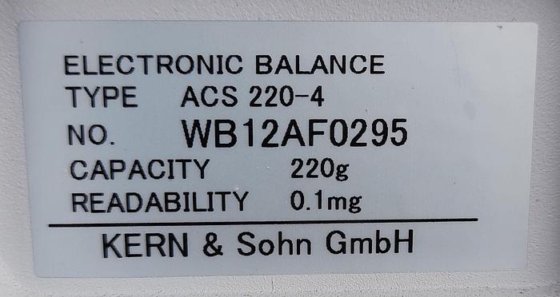 ELECTRONIC BALANCE
TYPE ACS 220-4
NO. WB12AF0295
CAPACITY 220g
READABILITY 0.1mg
KERN & Sohn GmbH